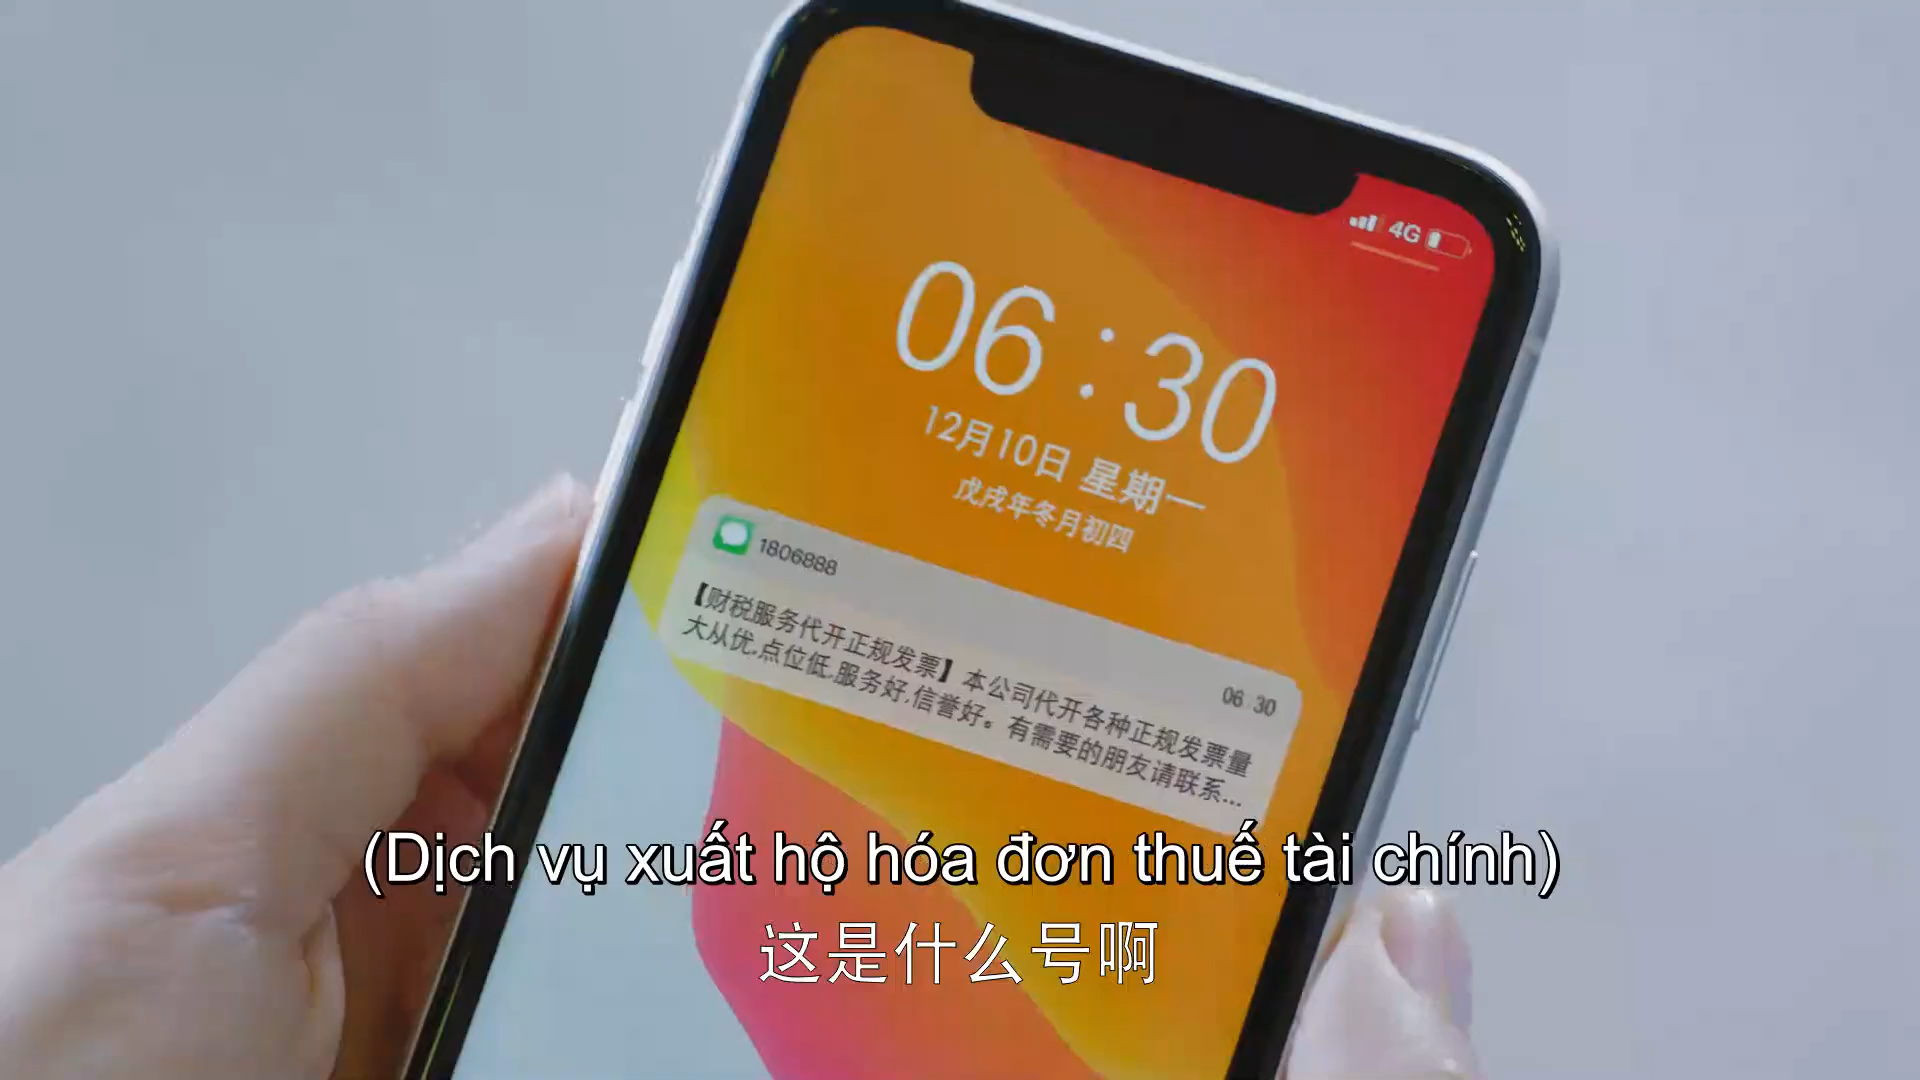 4G
06:30
12月10日 星期一
戊戌年冬月初四
1806888
06:30
【财税服务代开正规发票】本公司代开各种正规发票量
大从优,点位低,服务好,信誉好。有需要的朋友请联系...
(Dịch vụ xuất hộ hóa đơn thuế tài chính)
这是什么号啊